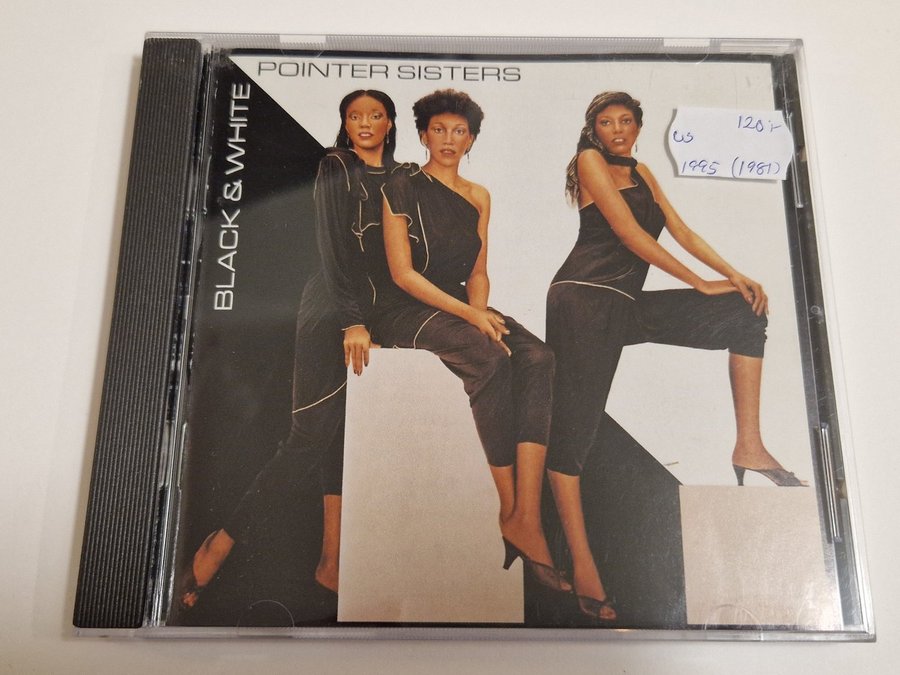 POINTER SISTERS
BLACK & WHITE
US 120:-
1995 (1981)